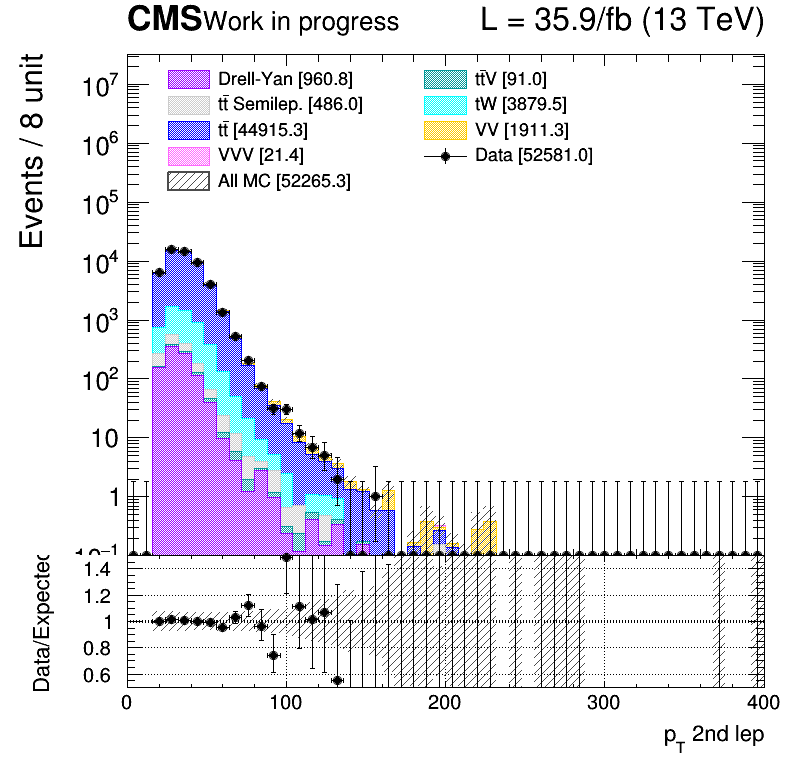 CMS Work in progress L = 35.9/fb (13 TeV)
Events / 8 unit
10⁷
10⁶
10⁵
10⁴
10³
10²
10
1
10⁻¹
Drell-Yan [960.8]
tt̄ Semilep. [486.0]
tt̄ [44915.3]
VVV [21.4]
All MC [52265.3]
tt̄V [91.0]
tW [3879.5]
VV [1911.3]
Data [52581.0]
Data/Expected
1.4
1.2
1
0.8
0.6
0 100 200 300 400
p_T 2nd lep